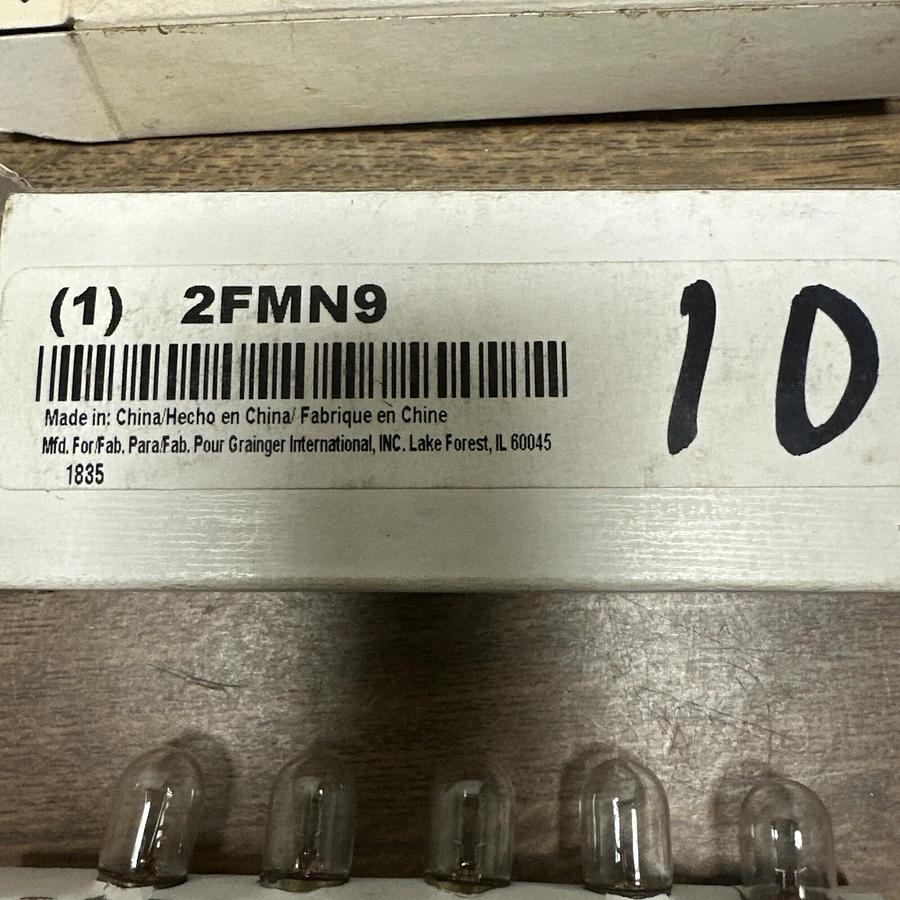 (1) 2FMN9
10
Made in: China/Hecho en China/ Fabrique en Chine
Mfd. For/Fab. Para/Fab. Pour Grainger International, INC. Lake Forest, IL 60045
1835